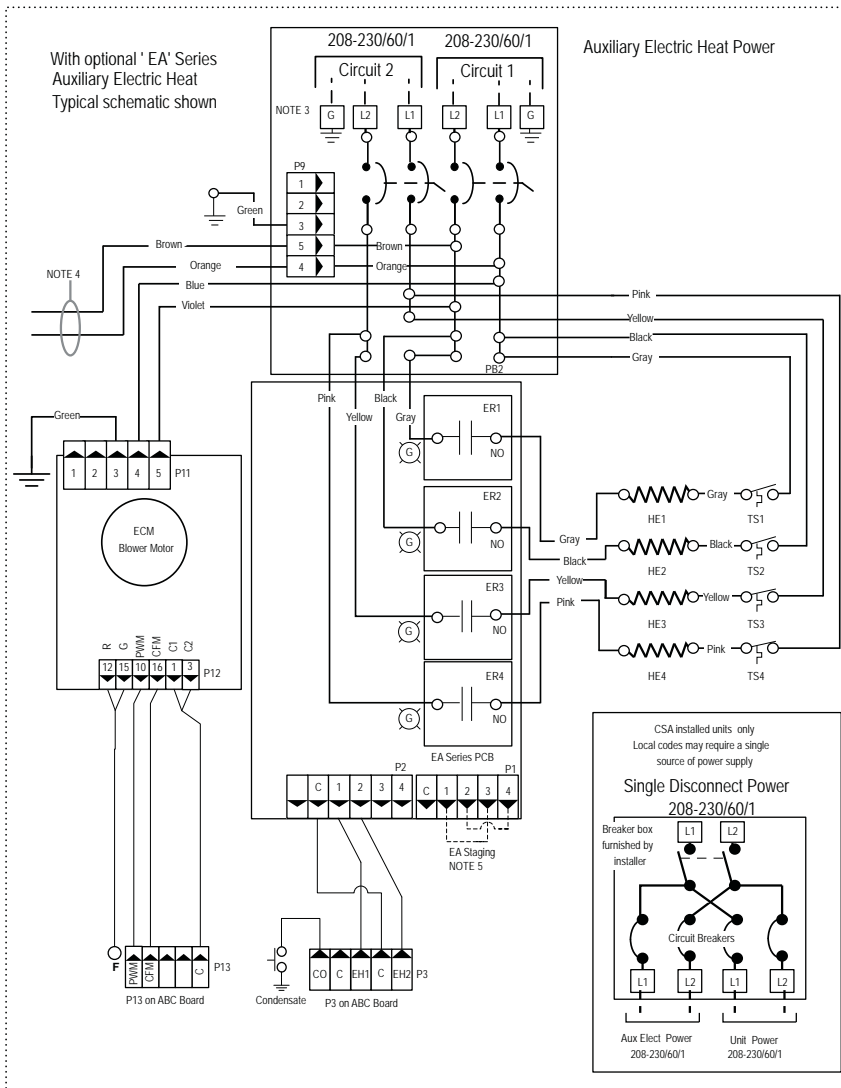 With optional ' EA' Series
Auxiliary Electric Heat
Typical schematic shown
208-230/60/1 208-230/60/1
Circuit 2 Circuit 1
Auxiliary Electric Heat Power
NOTE 3
G L2 L1 L2 L1 G
P9
1
2
3
5
4
Green
Brown Brown
Orange Orange
NOTE 4
Blue
Violet
Pink
Yellow
Black
Gray
PB2
Pink
Yellow
Black
Gray
Green
1 2 3 4 5 P11
ECM
Blower Motor
R G PWM CFM C1 C2
12 15 10 16 1 3 P12
ER1
G
NO
ER2
G
NO
ER3
G
NO
ER4
G
NO
Gray
Black
Yellow
Pink
Gray
HE1 TS1
Black
HE2 TS2
Yellow
HE3 TS3
Pink
HE4 TS4
EA Series PCB
P2 P1
C 1 2 3 4
C 1 2 3 4
EA Staging
NOTE 5
F
PWM CFM C P13
P13 on ABC Board
Condensate
CO C EH1 C EH2 P3
P3 on ABC Board
CSA installed units only
Local codes may require a single
source of power supply
Single Disconnect Power
208-230/60/1
Breaker box
furnished by
installer
L1 L2
Circuit Breakers
L1 L2 L1 L2
Aux Elect Power
208-230/60/1
Unit Power
208-230/60/1